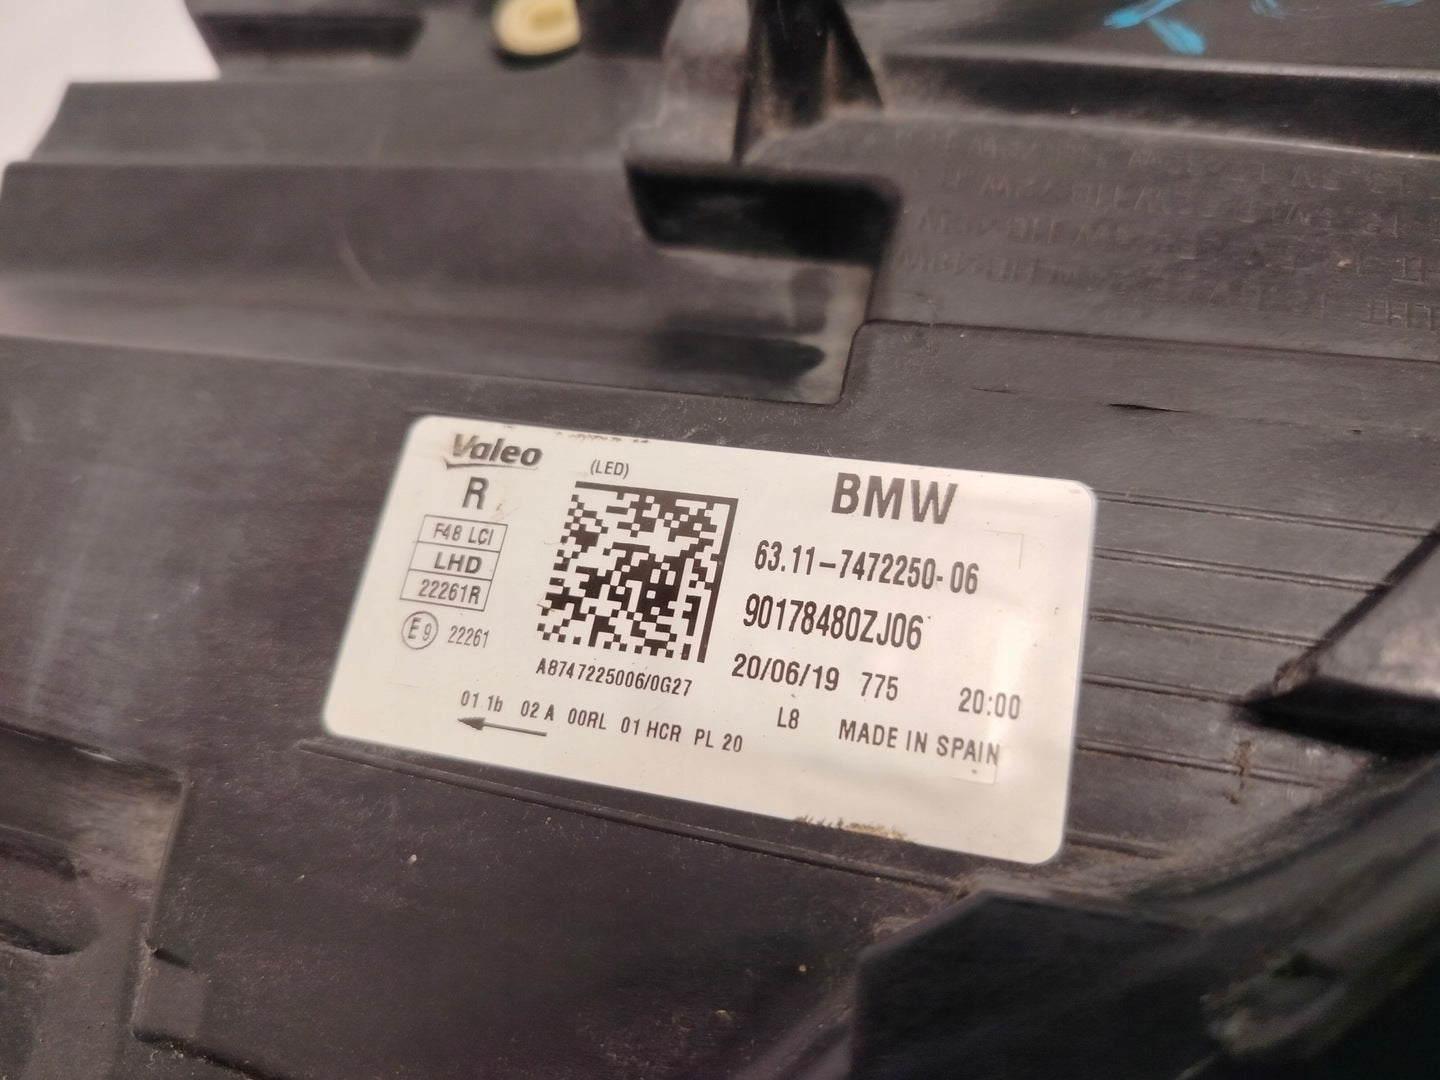 Valeo
(LED)
R
BMW
F48 LCI
LHD
22261R
E9 22261
63.11-7472250-06
90178480ZJ06
A8747225006/0G27
20/06/19 775 20:00
01.1b 02 A 00RL 01 HCR PL 20
L8 MADE IN SPAIN